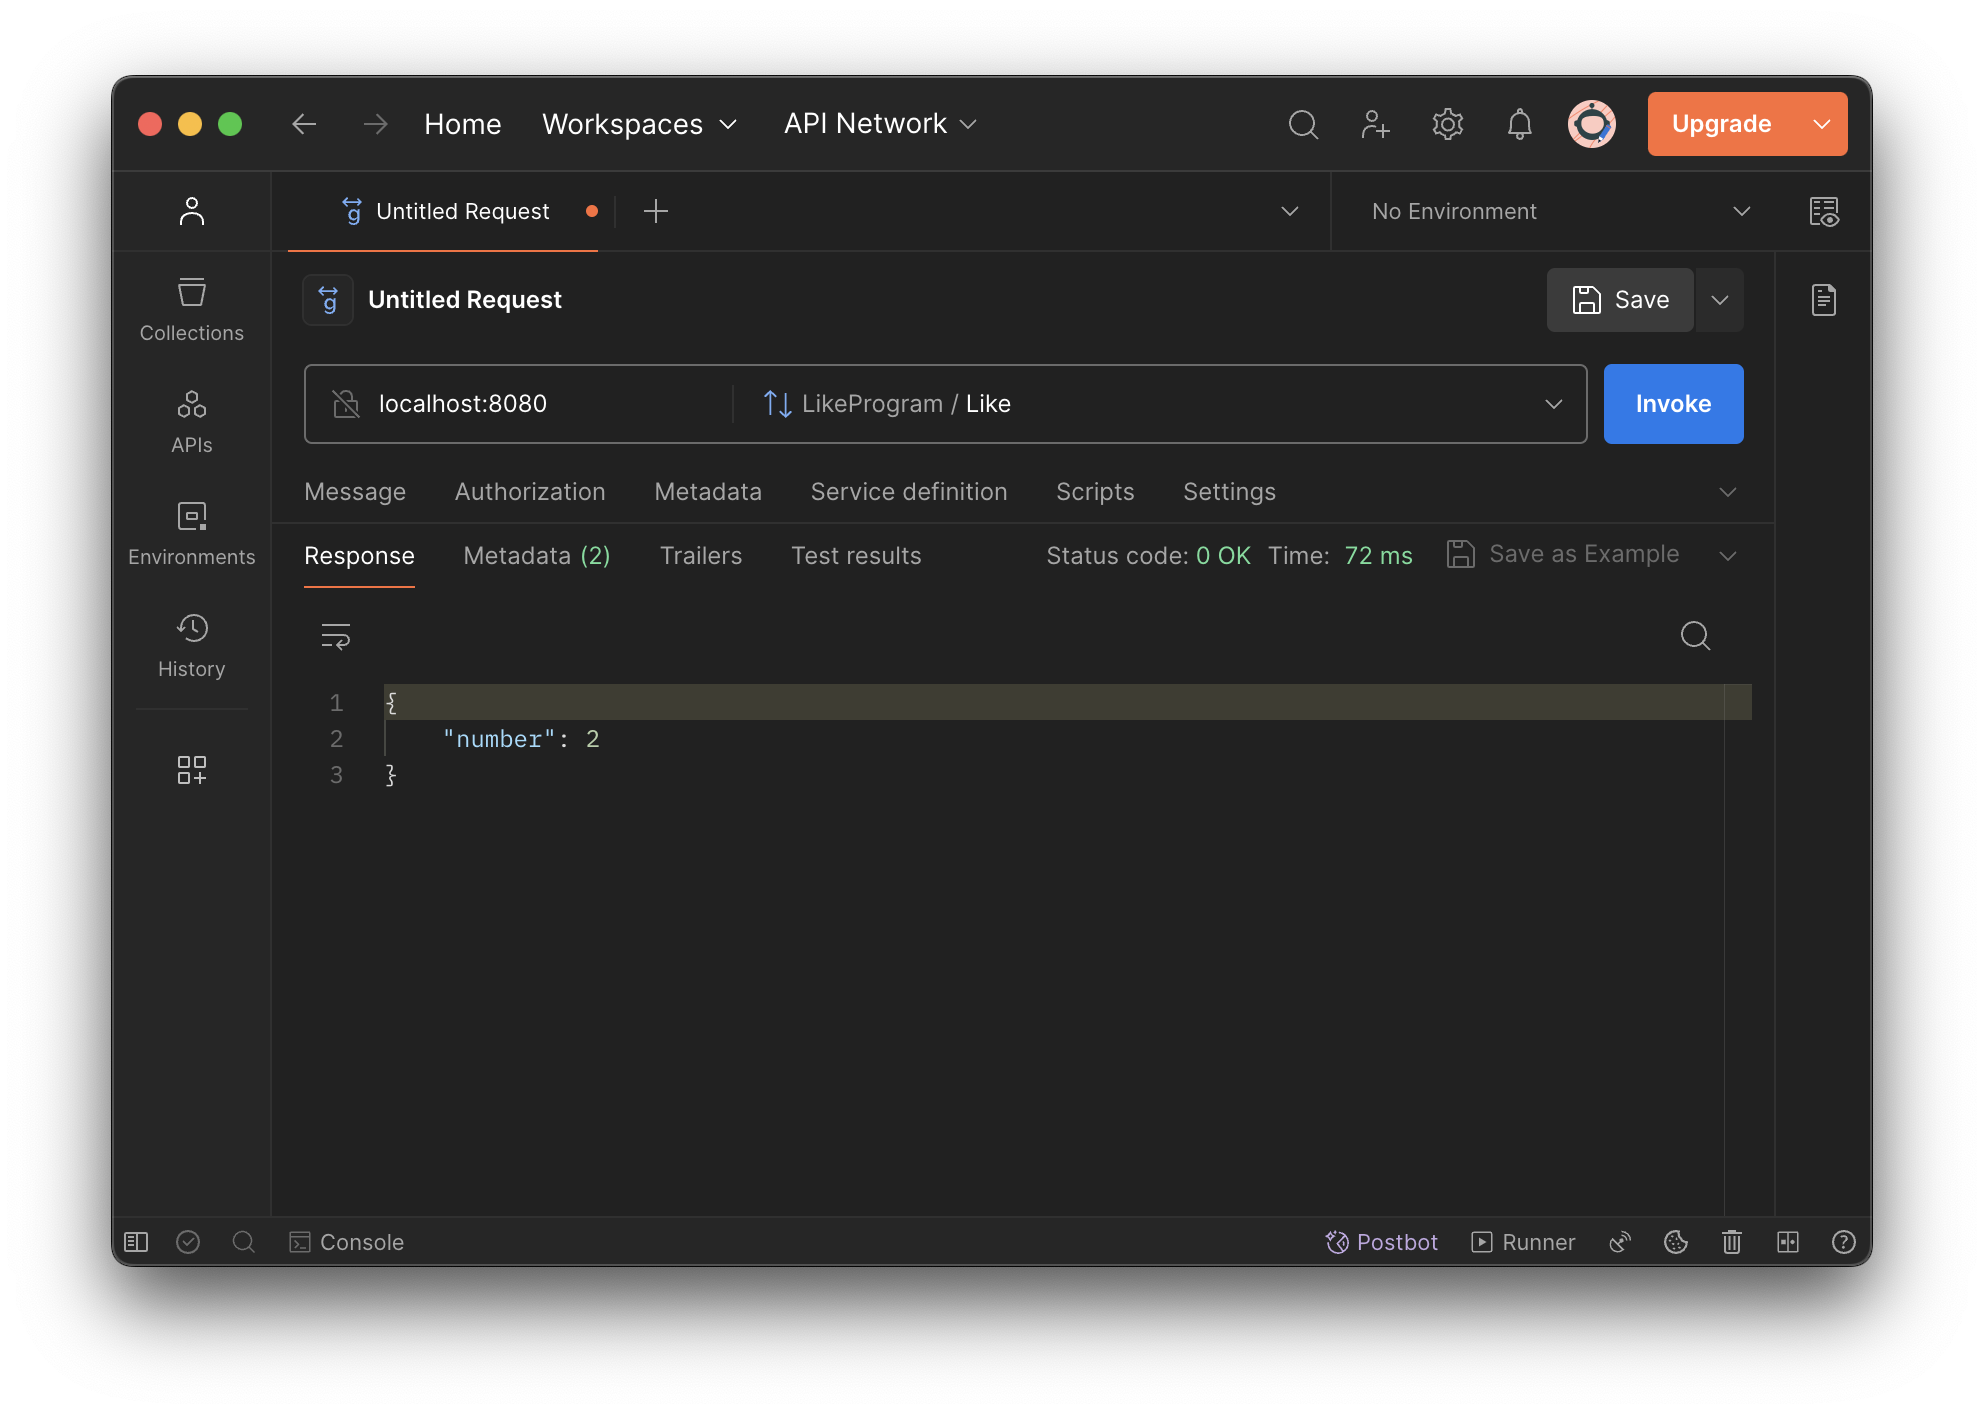 Home Workspaces API Network Upgrade
Untitled Request No Environment
Untitled Request Save
localhost:8080 LikeProgram / Like Invoke
Message Authorization Metadata Service definition Scripts Settings
Response Metadata (2) Trailers Test results Status code: 0 OK Time: 72 ms Save as Example
Collections
APIs
Environments
History
1 {
2 "number": 2
3 }
Console Postbot Runner